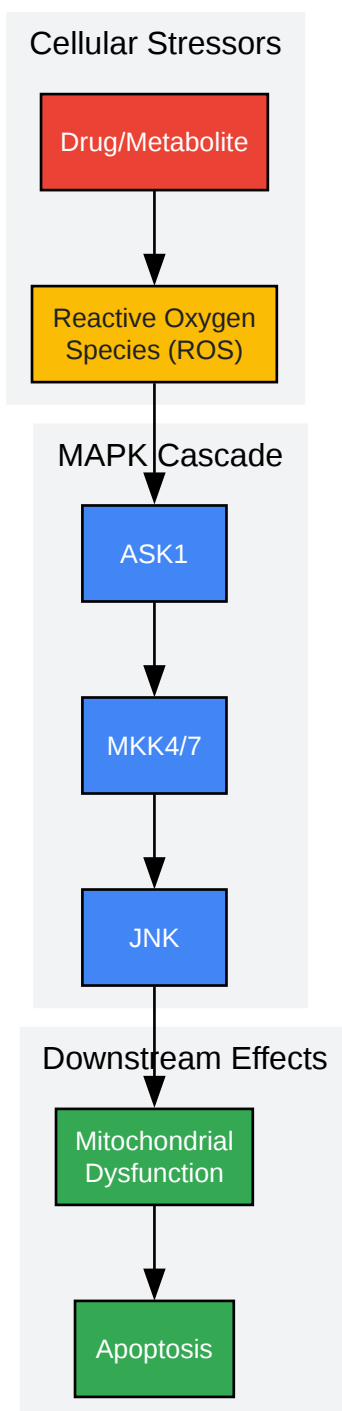 Cellular Stressors
Drug/Metabolite
Reactive Oxygen
Species (ROS)
MAPK Cascade
ASK1
MKK4/7
JNK
Downstream Effects
Mitochondrial
Dysfunction
Apoptosis